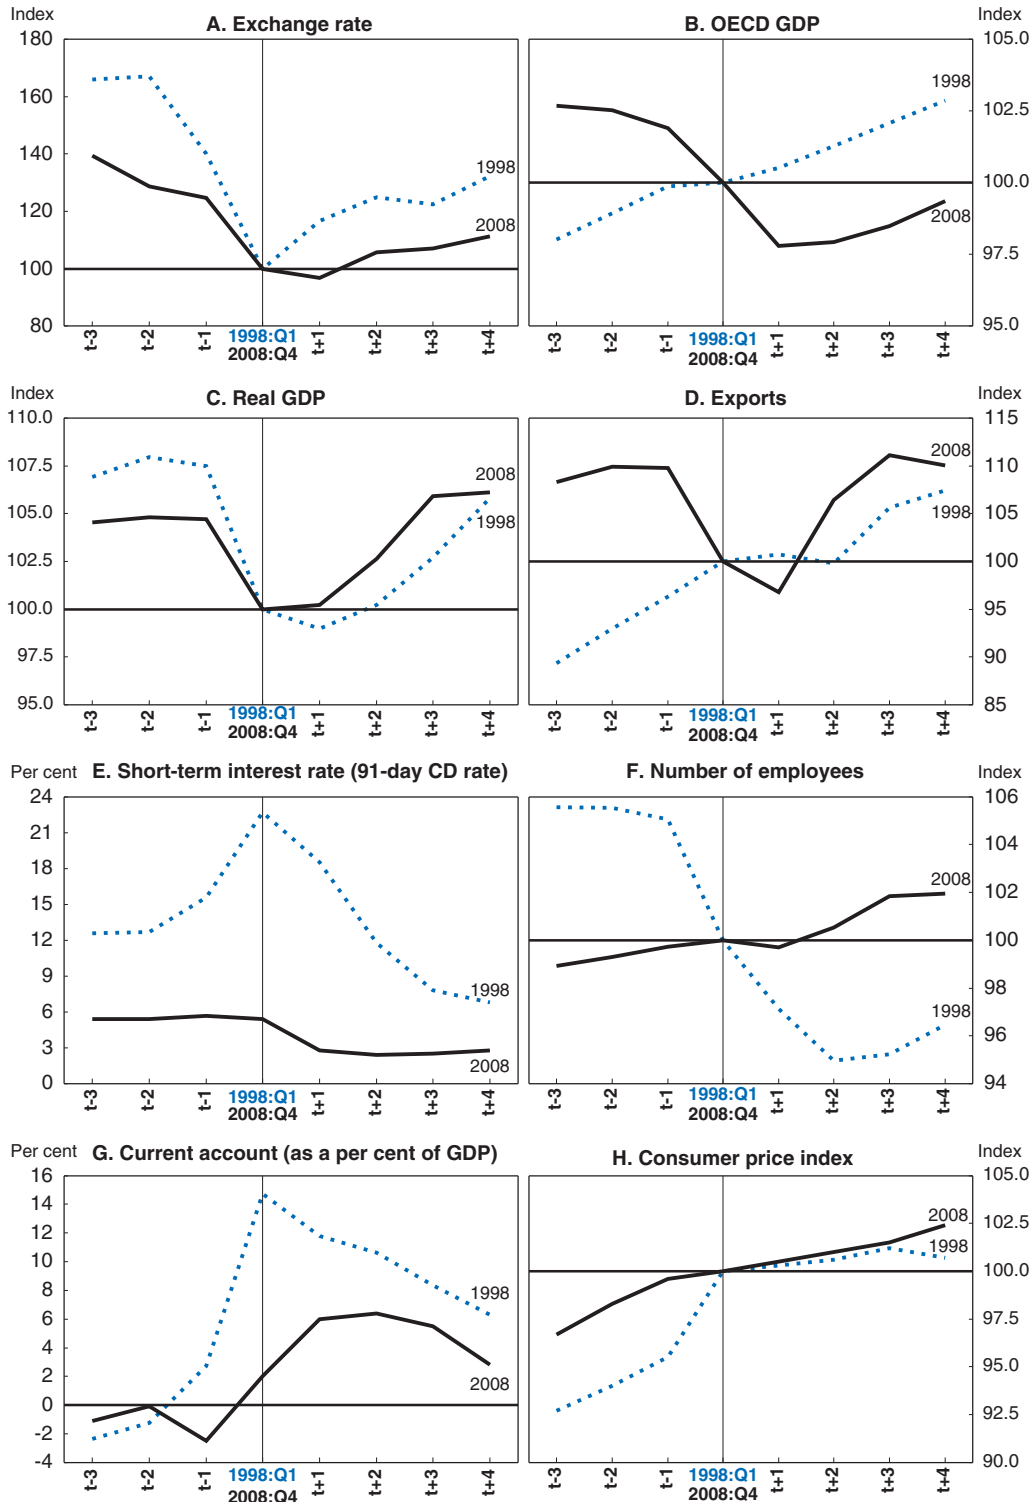 Index
A. Exchange rate
180
160
140
120
100
80
1998
2008
t-3
t-2
t-1
1998:Q1
2008:Q4
t+1
t+2
t+3
t+4
B. OECD GDP
Index
105.0
102.5
100.0
97.5
95.0
1998
2008
t-3
t-2
t-1
1998:Q1
2008:Q4
t+1
t+2
t+3
t+4
Index
C. Real GDP
110.0
107.5
105.0
102.5
100.0
97.5
95.0
2008
1998
t-3
t-2
t-1
1998:Q1
2008:Q4
t+1
t+2
t+3
t+4
D. Exports
Index
115
110
105
100
95
90
85
2008
1998
t-3
t-2
t-1
1998:Q1
2008:Q4
t+1
t+2
t+3
t+4
Per cent
E. Short-term interest rate (91-day CD rate)
24
21
18
15
12
9
6
3
0
1998
2008
t-3
t-2
t-1
1998:Q1
2008:Q4
t+1
t+2
t+3
t+4
F. Number of employees
Index
106
104
102
100
98
96
94
2008
1998
t-3
t-2
t-1
1998:Q1
2008:Q4
t+1
t+2
t+3
t+4
Per cent
G. Current account (as a per cent of GDP)
16
14
12
10
8
6
4
2
0
-2
-4
1998
2008
t-3
t-2
t-1
1998:Q1
2008:Q4
t+1
t+2
t+3
t+4
H. Consumer price index
Index
105.0
102.5
100.0
97.5
95.0
92.5
90.0
2008
1998
t-3
t-2
t-1
1998:Q1
2008:Q4
t+1
t+2
t+3
t+4